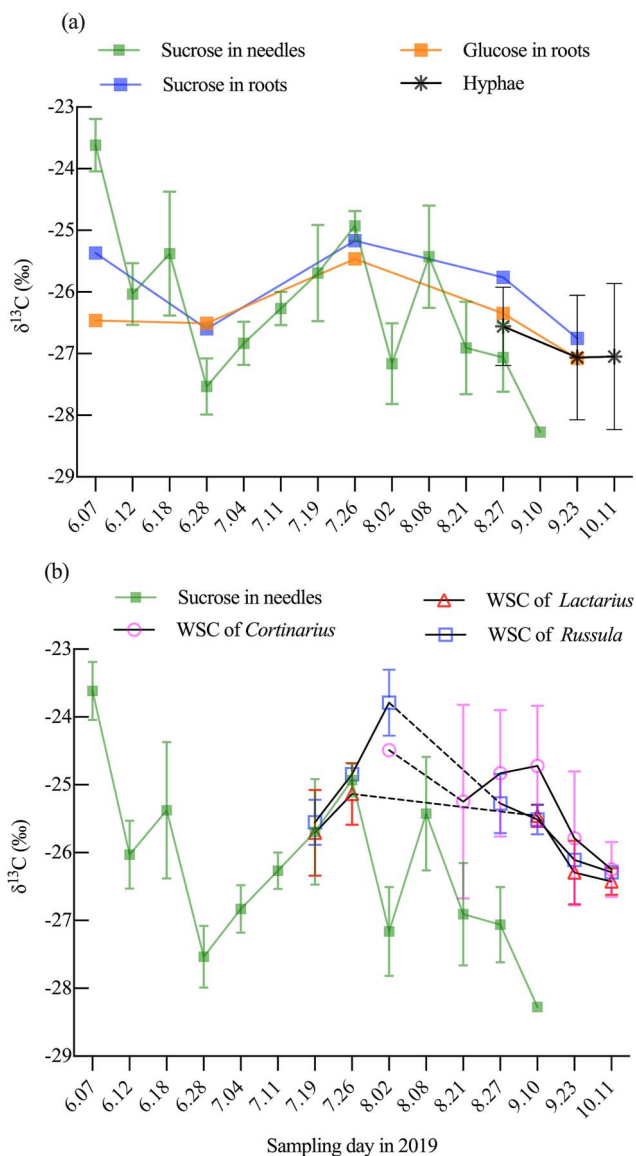 (a)
Sucrose in needles
Glucose in roots
Sucrose in roots
Hyphae
-23
-24
-25
-26
-27
-28
-29
δ¹³C (‰)
6.07 6.12 6.18 6.28 7.04 7.11 7.19 7.26 8.02 8.08 8.21 8.27 9.10 9.23 10.11
(b)
Sucrose in needles
WSC of Lactarius
WSC of Cortinarius
WSC of Russula
-23
-24
-25
-26
-27
-28
-29
δ¹³C (‰)
6.07 6.12 6.18 6.28 7.04 7.11 7.19 7.26 8.02 8.08 8.21 8.27 9.10 9.23 10.11
Sampling day in 2019